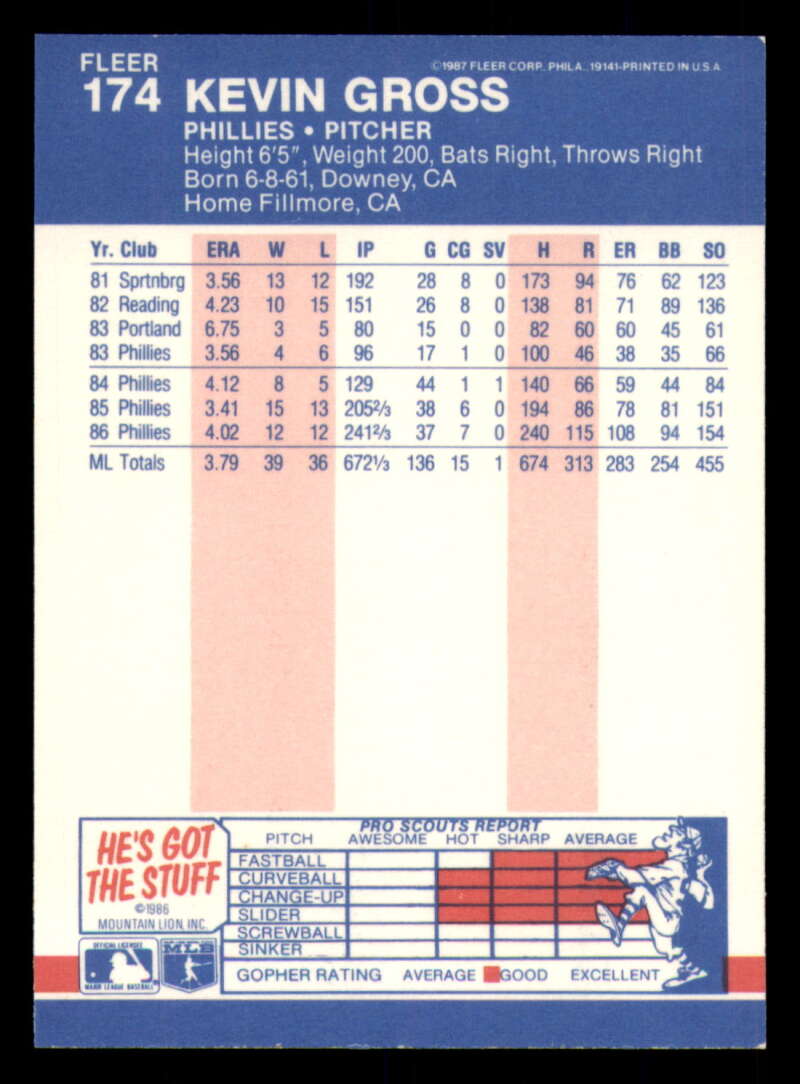 FLEER
©1987 FLEER CORP. PHILA., 19141-PRINTED IN U.S.A.
174 KEVIN GROSS
PHILLIES • PITCHER
Height 6'5", Weight 200, Bats Right, Throws Right
Born 6-8-61, Downey, CA
Home Fillmore, CA
Yr. Club ERA W L IP G CG SV H R ER BB SO
81 Sprtnbrg 3.56 13 12 192 28 8 0 173 94 76 62 123
82 Reading 4.23 10 15 151 26 8 0 138 81 71 89 136
83 Portland 6.75 3 5 80 15 0 0 82 60 60 45 61
83 Phillies 3.56 4 6 96 17 1 0 100 46 38 35 66
84 Phillies 4.12 8 5 129 44 1 1 140 66 59 44 84
85 Phillies 3.41 15 13 205⅔ 38 6 0 194 86 78 81 151
86 Phillies 4.02 12 12 241⅔ 37 7 0 240 115 108 94 154
ML Totals 3.79 39 36 672⅓ 136 15 1 674 313 283 254 455
HE'S GOT
THE STUFF
©1986
MOUNTAIN LION, INC.
OFFICIAL LICENSEE
MAJOR LEAGUE BASEBALL
MLB
PRO SCOUTS REPORT
PITCH AWESOME HOT SHARP AVERAGE
FASTBALL
CURVEBALL
CHANGE-UP
SLIDER
SCREWBALL
SINKER
GOPHER RATING AVERAGE GOOD EXCELLENT